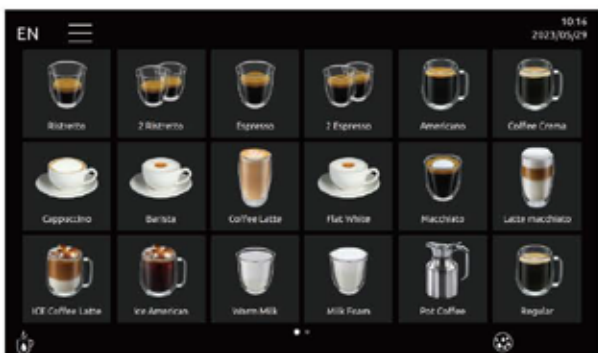 EN
10:16
2023/05/29
Ristretto
2 Ristretto
Espresso
2 Espresso
Americano
Coffee Crema
Cappuccino
Barista
Coffee Latte
Flat White
Macchiato
Latte macchiato
ICE Coffee Latte
Ice American
Warm Milk
Milk Foam
Pot Coffee
Regular